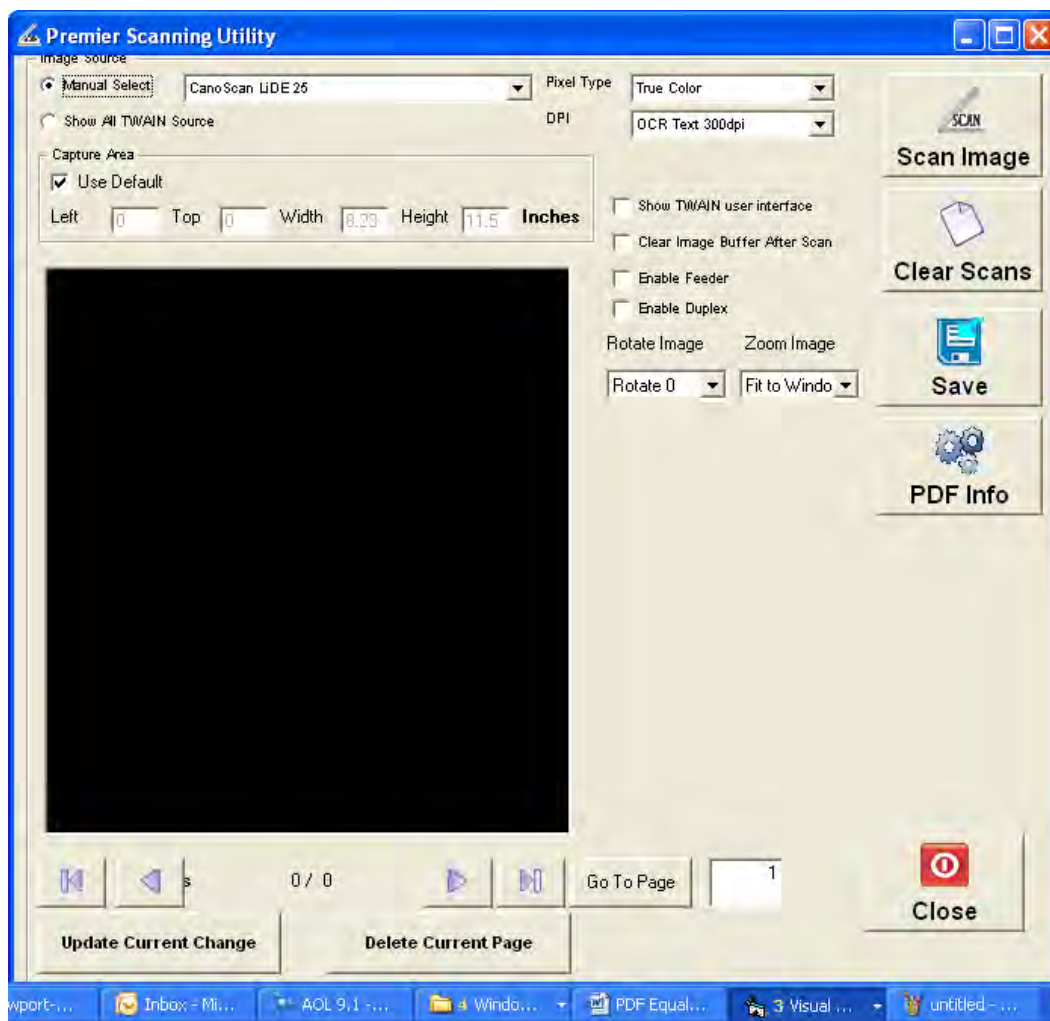 Premier Scanning Utility
Image Source
Manual Select
CanoScan LiDE 25
Pixel Type
True Color
Show All TWAIN Source
DPI
OCR Text 300dpi
SCAN
Scan Image
Capture Area
Use Default
Left 0 Top 0 Width 8.23 Height 11.5 Inches
Show TWAIN user interface
Clear Image Buffer After Scan
Enable Feeder
Enable Duplex
Clear Scans
Rotate Image Zoom Image
Rotate 0 Fit to Windo
Save
PDF Info
s 0 / 0 Go To Page 1
Close
Update Current Change Delete Current Page
wport-... Inbox - Mi... AOL 9.1 -... 4 Windo... PDF Equal... 3 Visual ... untitled - ...